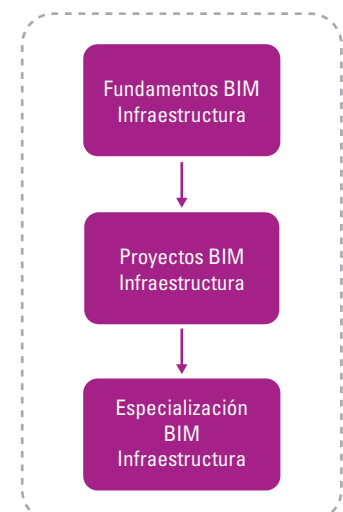 Fundamentos BIM
Infraestructura
Proyectos BIM
Infraestructura
Especialización
BIM
Infraestructura